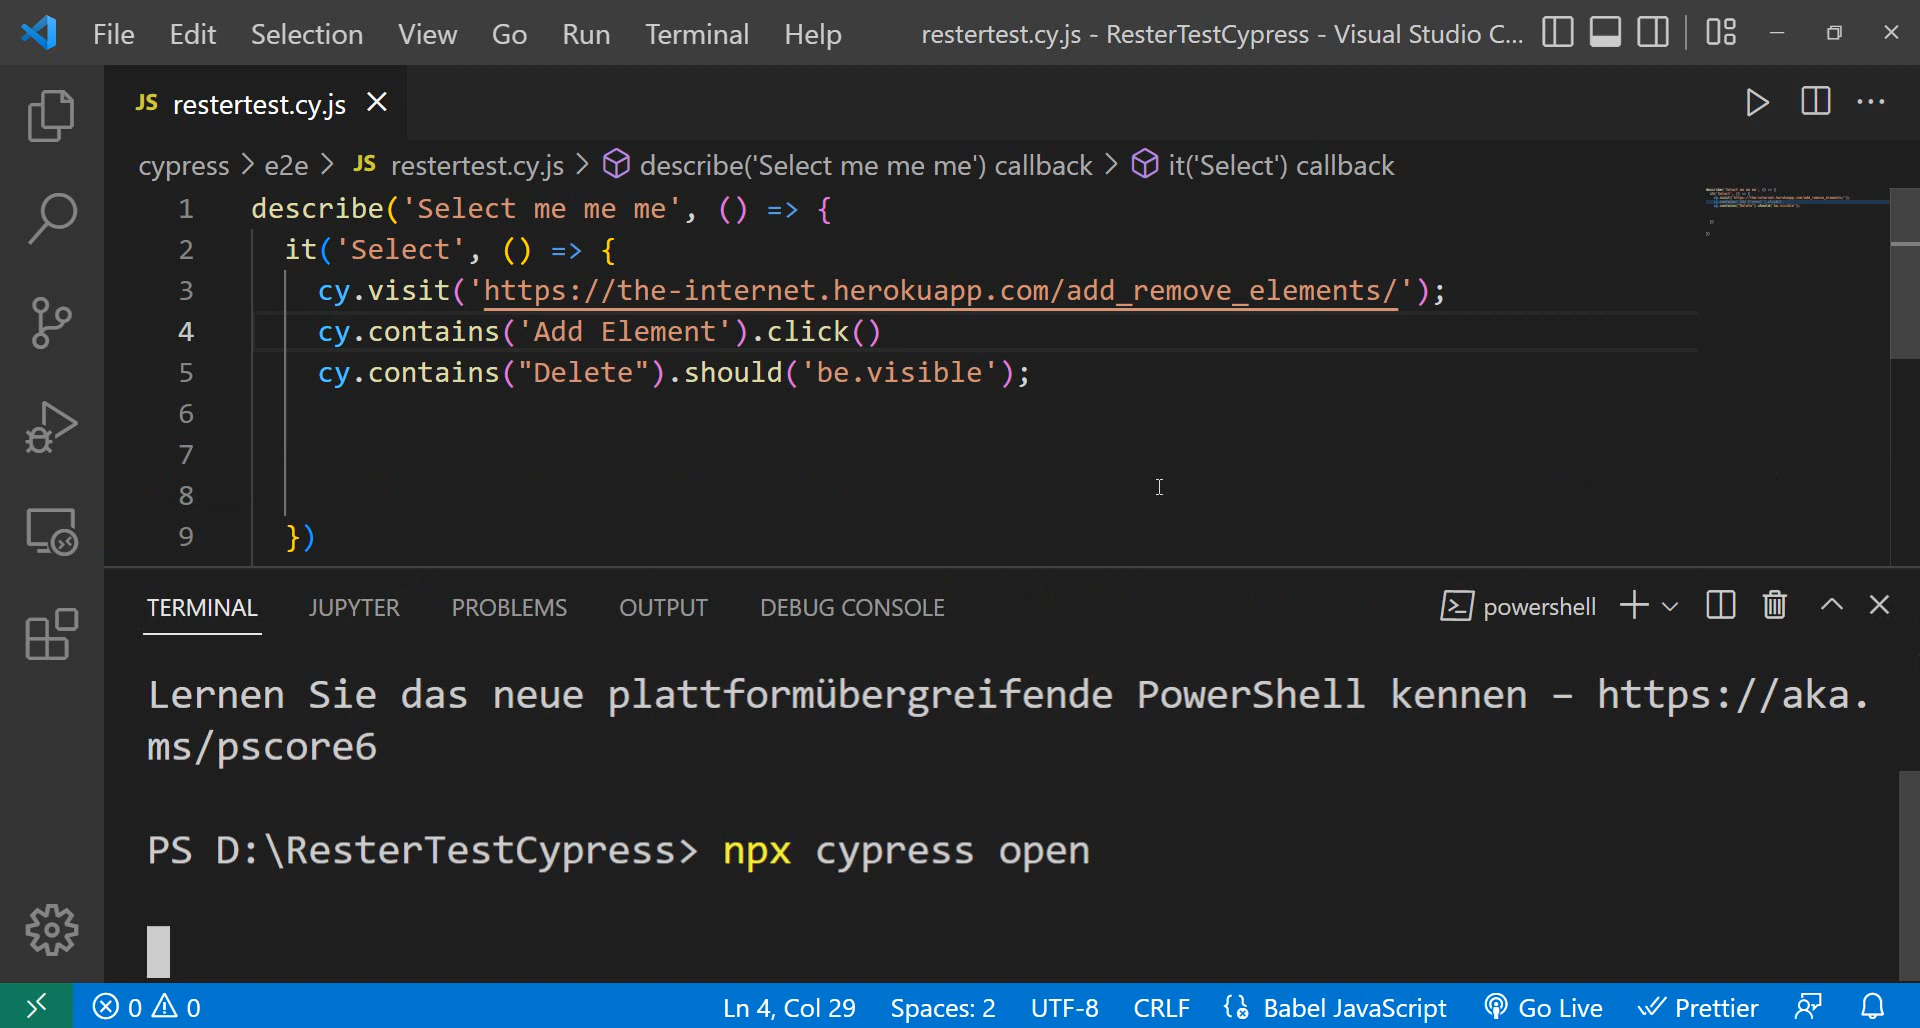 File Edit Selection View Go Run Terminal Help restertest.cy.js - ResterTestCypress - Visual Studio C...
JS restertest.cy.js
cypress > e2e > JS restertest.cy.js > describe('Select me me me') callback > it('Select') callback
1 describe('Select me me me', () => {
2 it('Select', () => {
3 cy.visit('https://the-internet.herokuapp.com/add_remove_elements/');
4 cy.contains('Add Element').click()
5 cy.contains("Delete").should('be.visible');
6
7
8
9 })
TERMINAL JUPYTER PROBLEMS OUTPUT DEBUG CONSOLE powershell
Lernen Sie das neue plattformübergreifende PowerShell kennen – https://aka.
ms/pscore6
PS D:\ResterTestCypress> npx cypress open
0 0 Ln 4, Col 29 Spaces: 2 UTF-8 CRLF Babel JavaScript Go Live Prettier